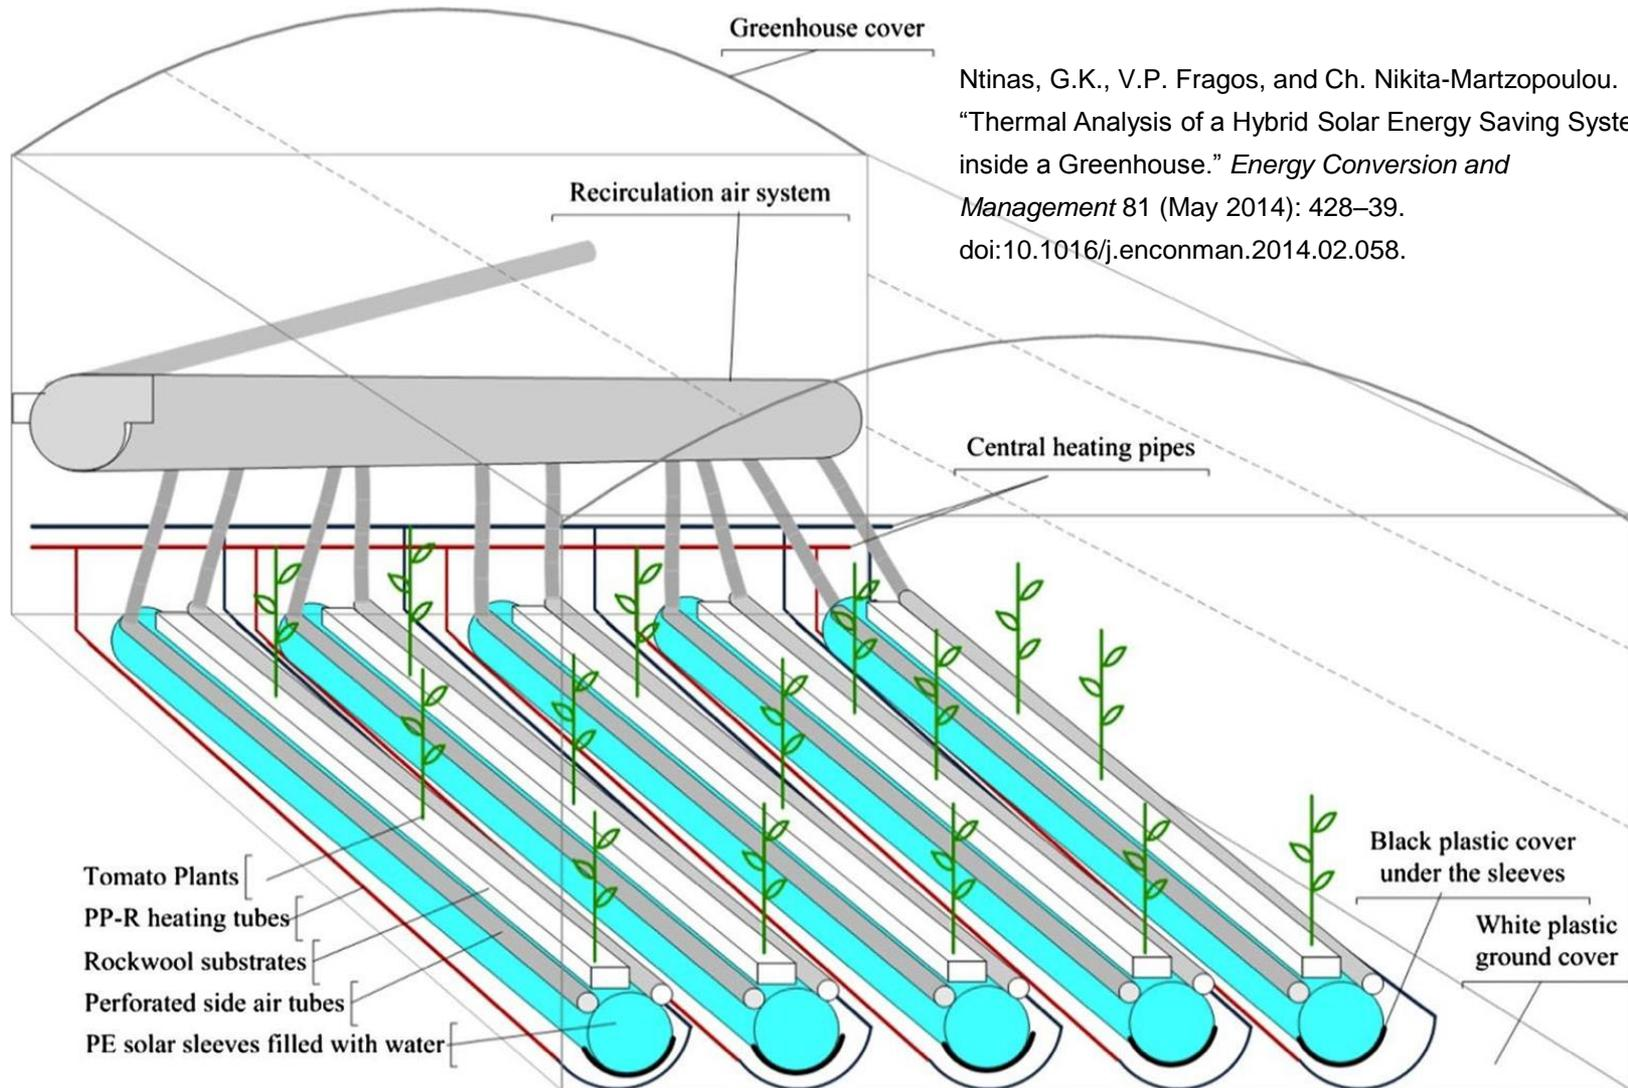 Greenhouse cover
Ntinas, G.K., V.P. Fragos, and Ch. Nikita-Martzopoulou.
“Thermal Analysis of a Hybrid Solar Energy Saving Syste
inside a Greenhouse.” Energy Conversion and
Management 81 (May 2014): 428–39.
doi:10.1016/j.enconman.2014.02.058.
Recirculation air system
Central heating pipes
Tomato Plants
PP-R heating tubes
Rockwool substrates
Perforated side air tubes
PE solar sleeves filled with water
Black plastic cover
under the sleeves
White plastic
ground cover